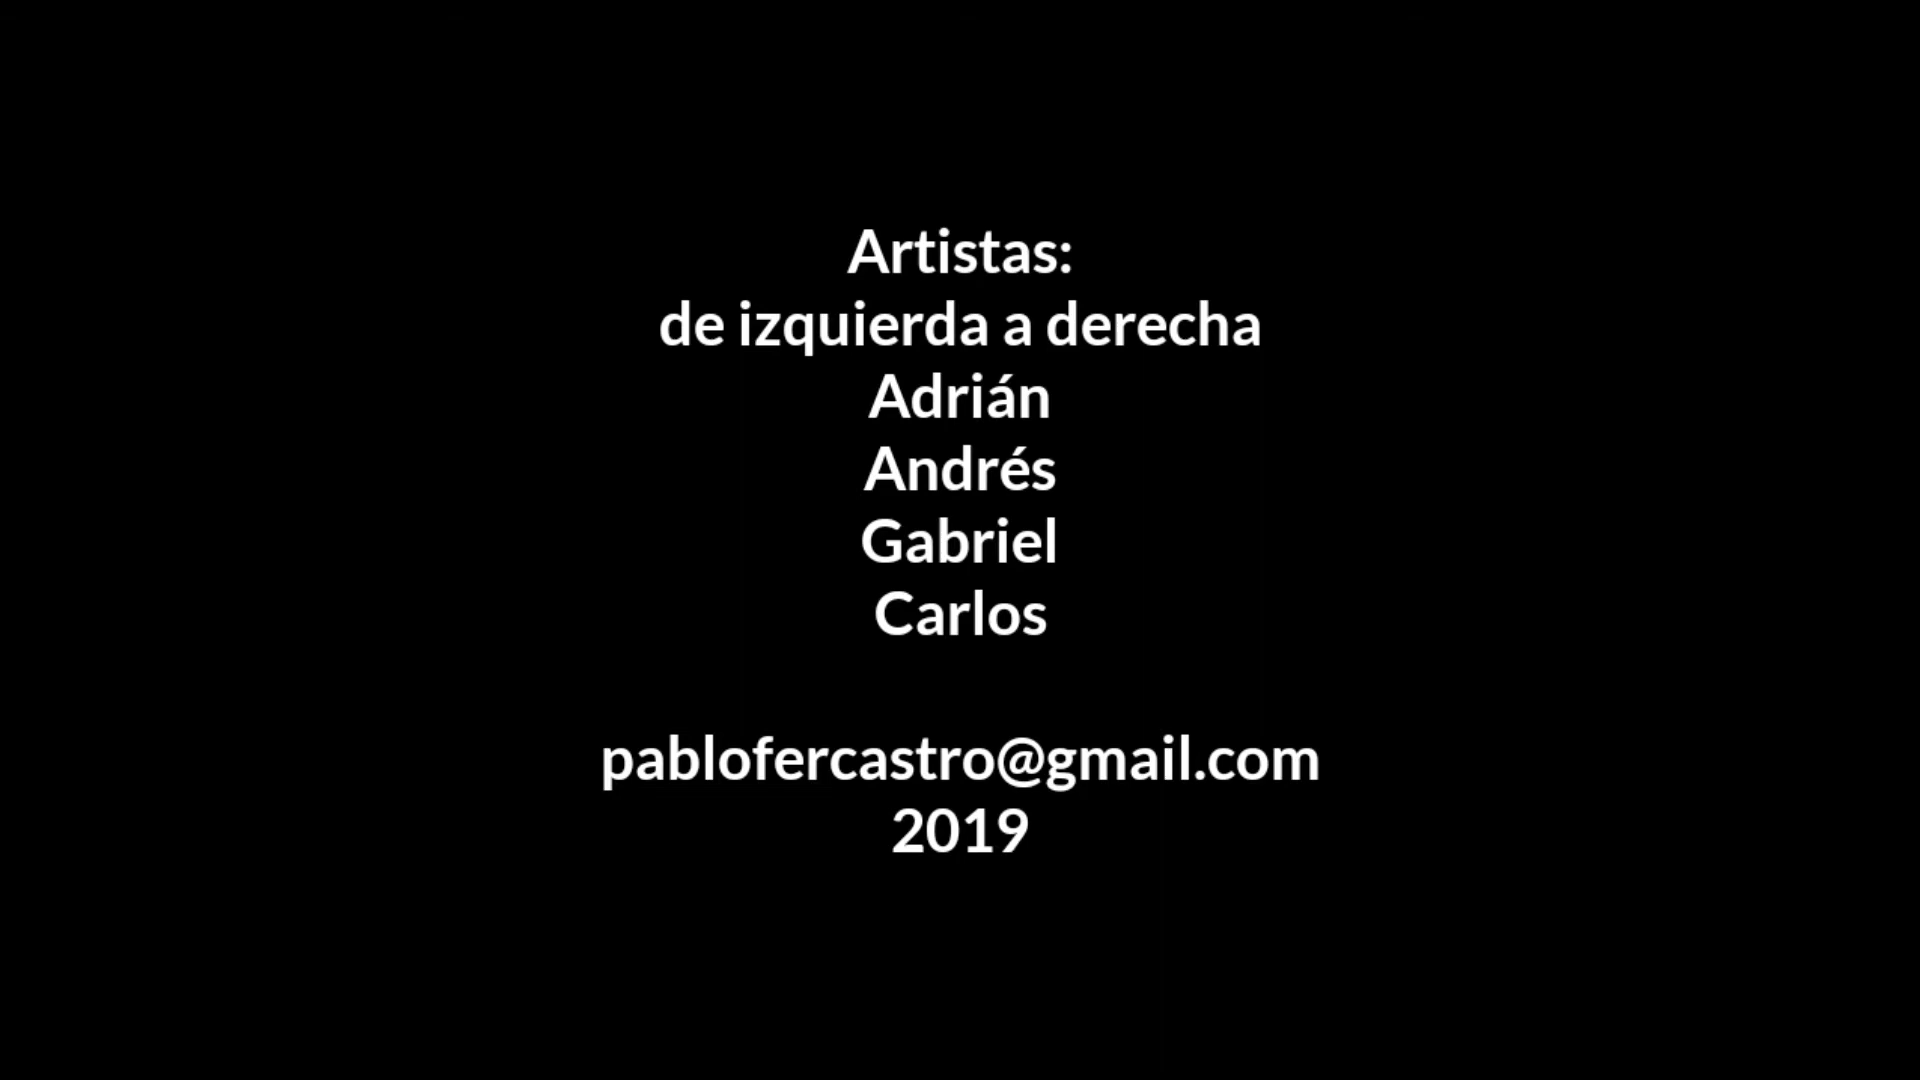 Artistas:
de izquierda a derecha
Adrián
Andrés
Gabriel
Carlos
pablofercastro@gmail.com
2019